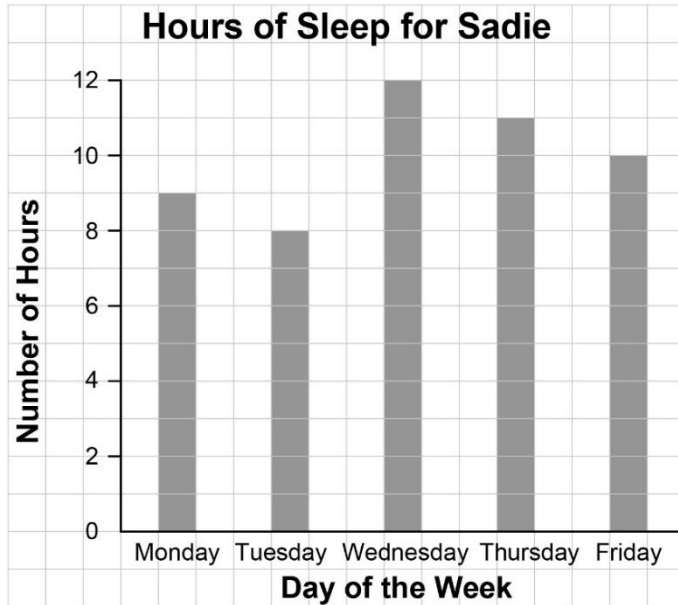 Hours of Sleep for Sadie
Number of Hours
12
10
8
6
4
2
0
Monday Tuesday Wednesday Thursday Friday
Day of the Week